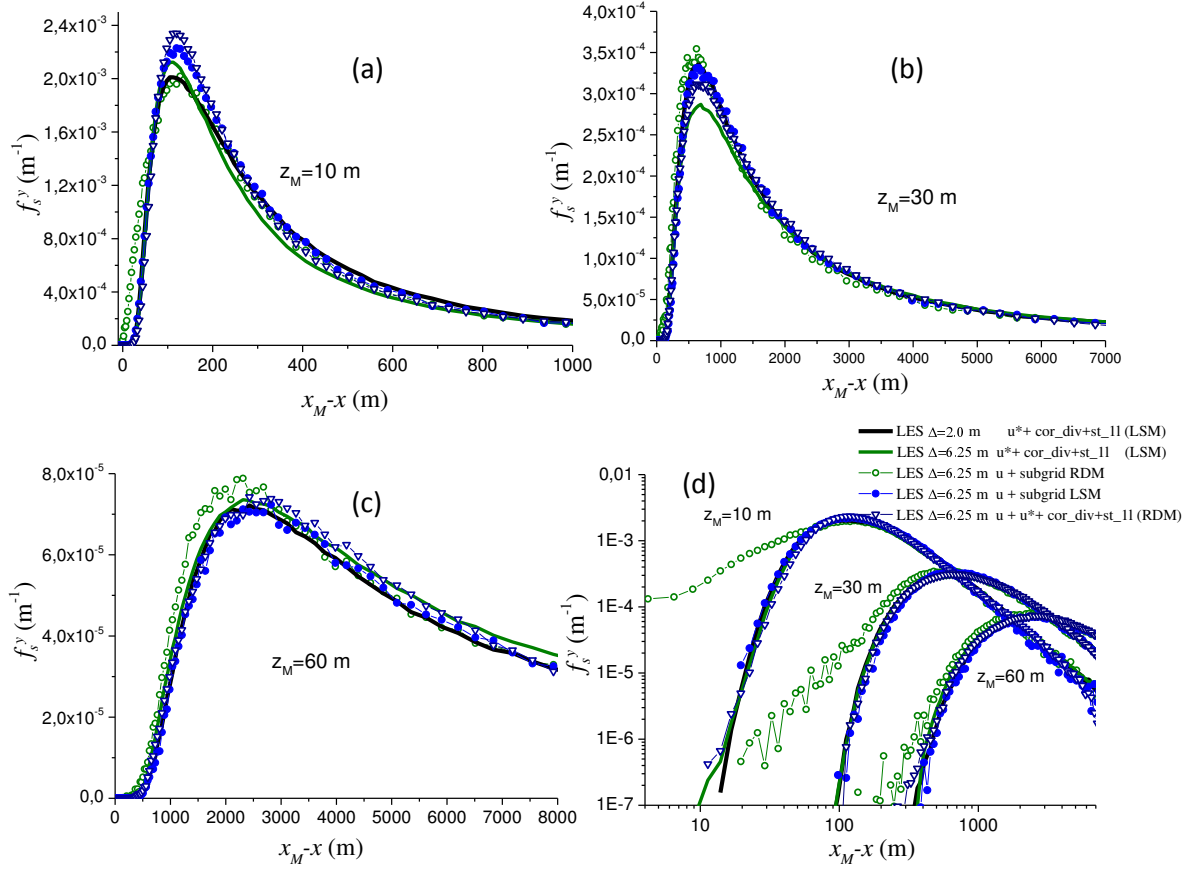 (a)
z_M=10 m
f_s^y (m^-1)
2,4x10^-3
2,0x10^-3
1,6x10^-3
1,2x10^-3
8,0x10^-4
4,0x10^-4
0,0
0 200 400 600 800 1000
x_M-x (m)
(b)
z_M=30 m
f_s^y (m^-1)
4,0x10^-4
3,5x10^-4
3,0x10^-4
2,5x10^-4
2,0x10^-4
1,5x10^-4
1,0x10^-4
5,0x10^-5
0,0
0 500 1000 1500 2000 2500 3000 3500 4000 4500 5000 5500 6000 6500 7000
x_M-x (m)
(c)
z_M=60 m
f_s^y (m^-1)
8,0x10^-5
6,0x10^-5
4,0x10^-5
2,0x10^-5
0,0
0 1000 2000 3000 4000 5000 6000 7000 8000
x_M-x (m)
LES Δ=2.0 m u*+ cor_div+st_1l (LSM)
LES Δ=6.25 m u*+ cor_div+st_1l (LSM)
LES Δ=6.25 m u + subgrid RDM
LES Δ=6.25 m u + subgrid LSM
LES Δ=6.25 m u + u*+ cor_div+st_1l (RDM)
(d)
z_M=10 m
z_M=30 m
z_M=60 m
f_s^y (m^-1)
0,01
1E-3
1E-4
1E-5
1E-6
1E-7
10 100 1000
x_M-x (m)